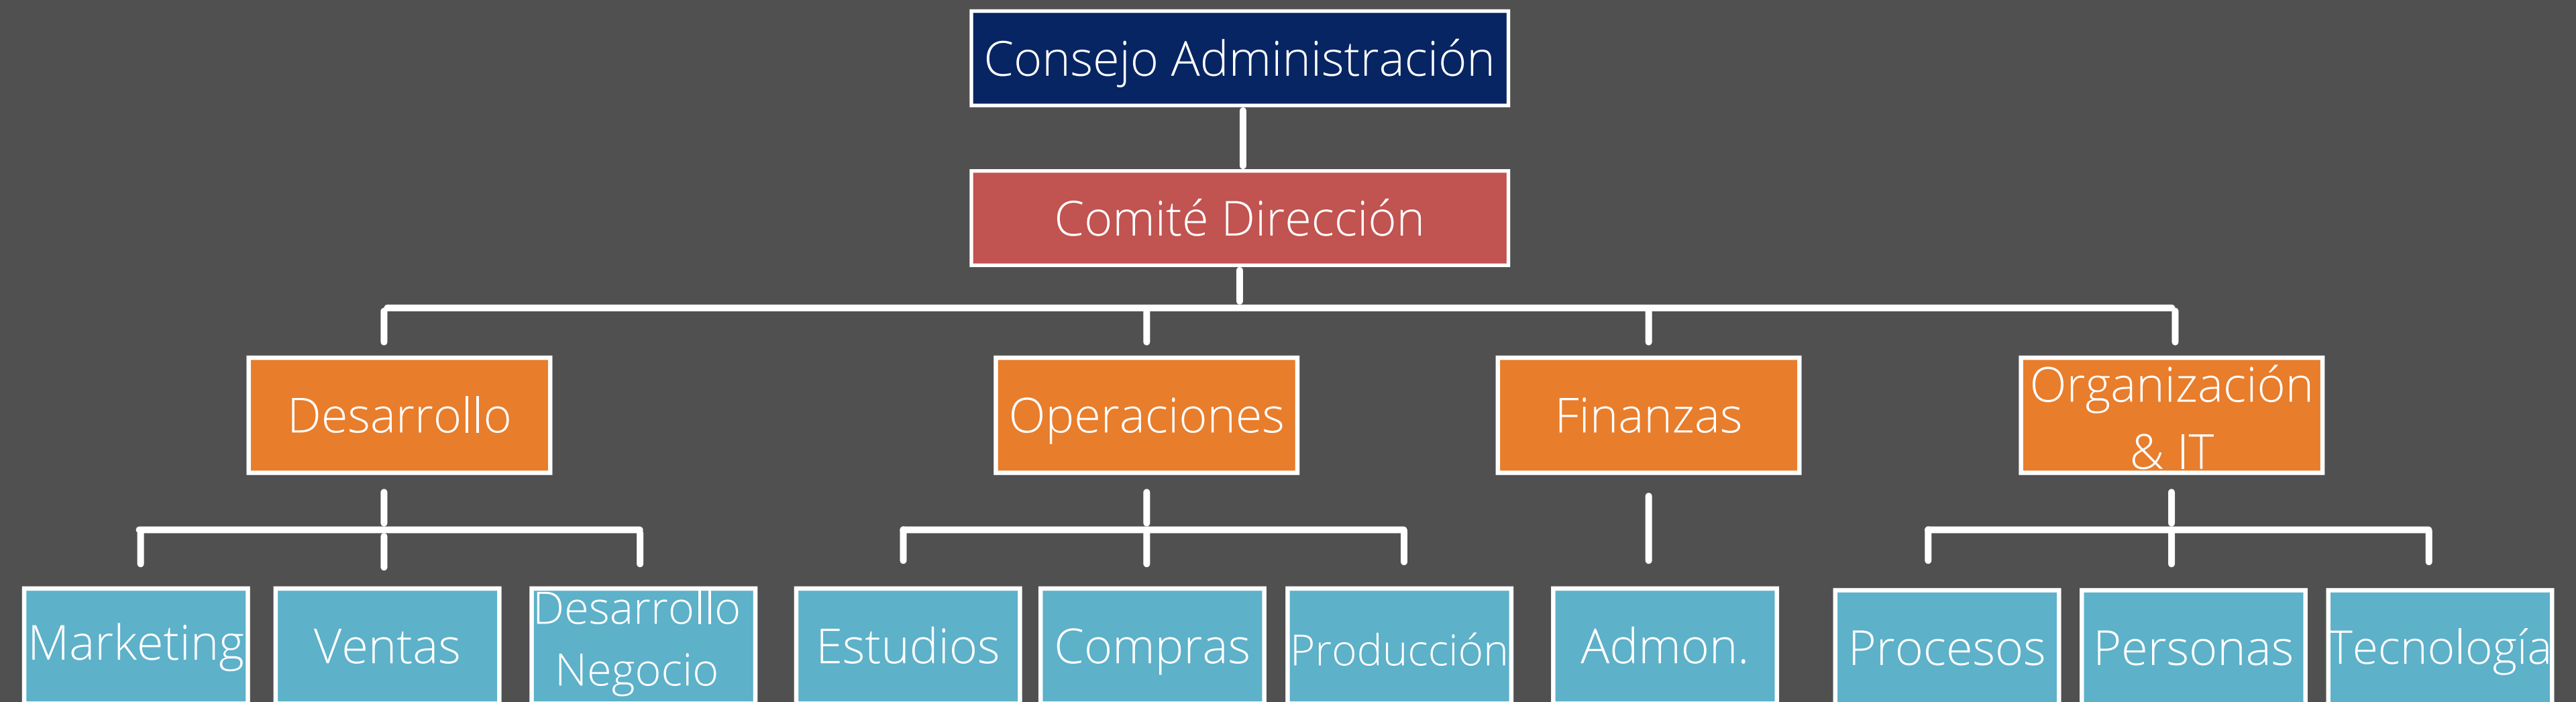 Consejo Administración
Comité Dirección
Desarrollo
Operaciones
Finanzas
Organización
& IT
Marketing
Ventas
Desarrollo
Negocio
Estudios
Compras
Producción
Admon.
Procesos
Personas
Tecnología